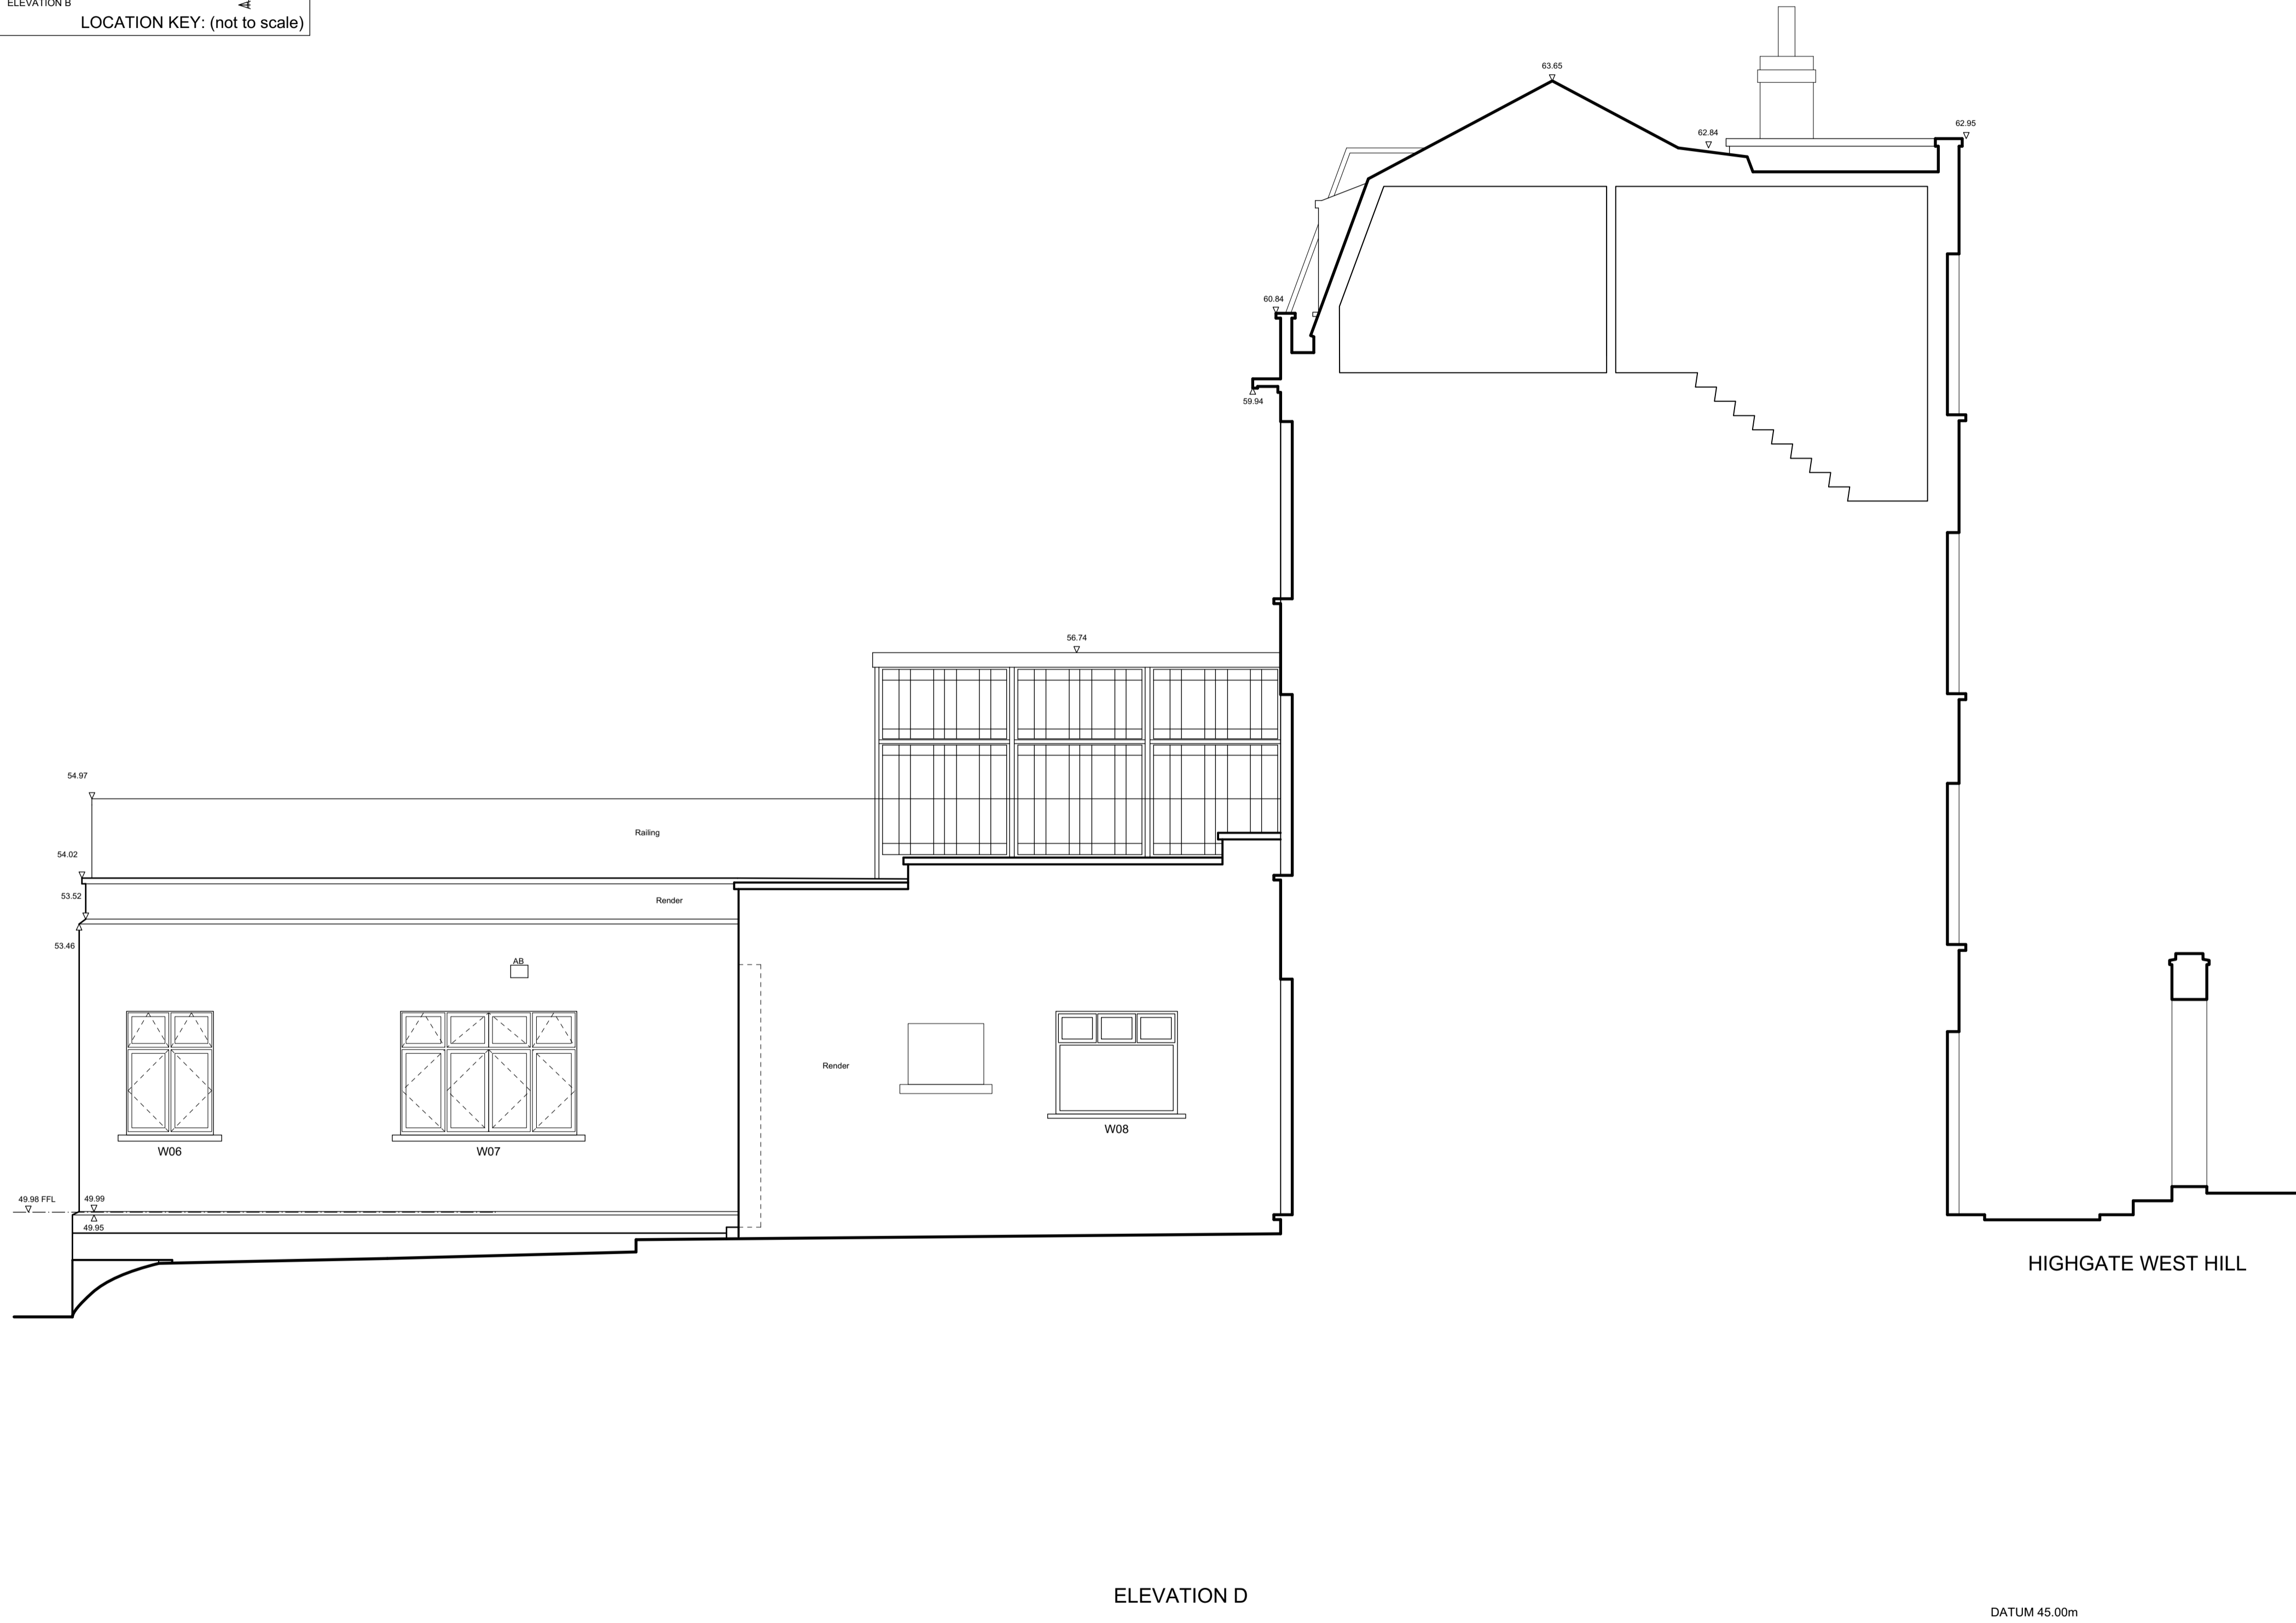 ELEVATION B
LOCATION KEY: (not to scale)
63.65
62.95
62.84
60.84
59.94
56.74
54.97
Railing
54.02
53.52
Render
53.46
AB
Render
W08
W06
W07
49.98 FFL
49.99
49.95
HIGHGATE WEST HILL
ELEVATION D
DATUM 45.00m